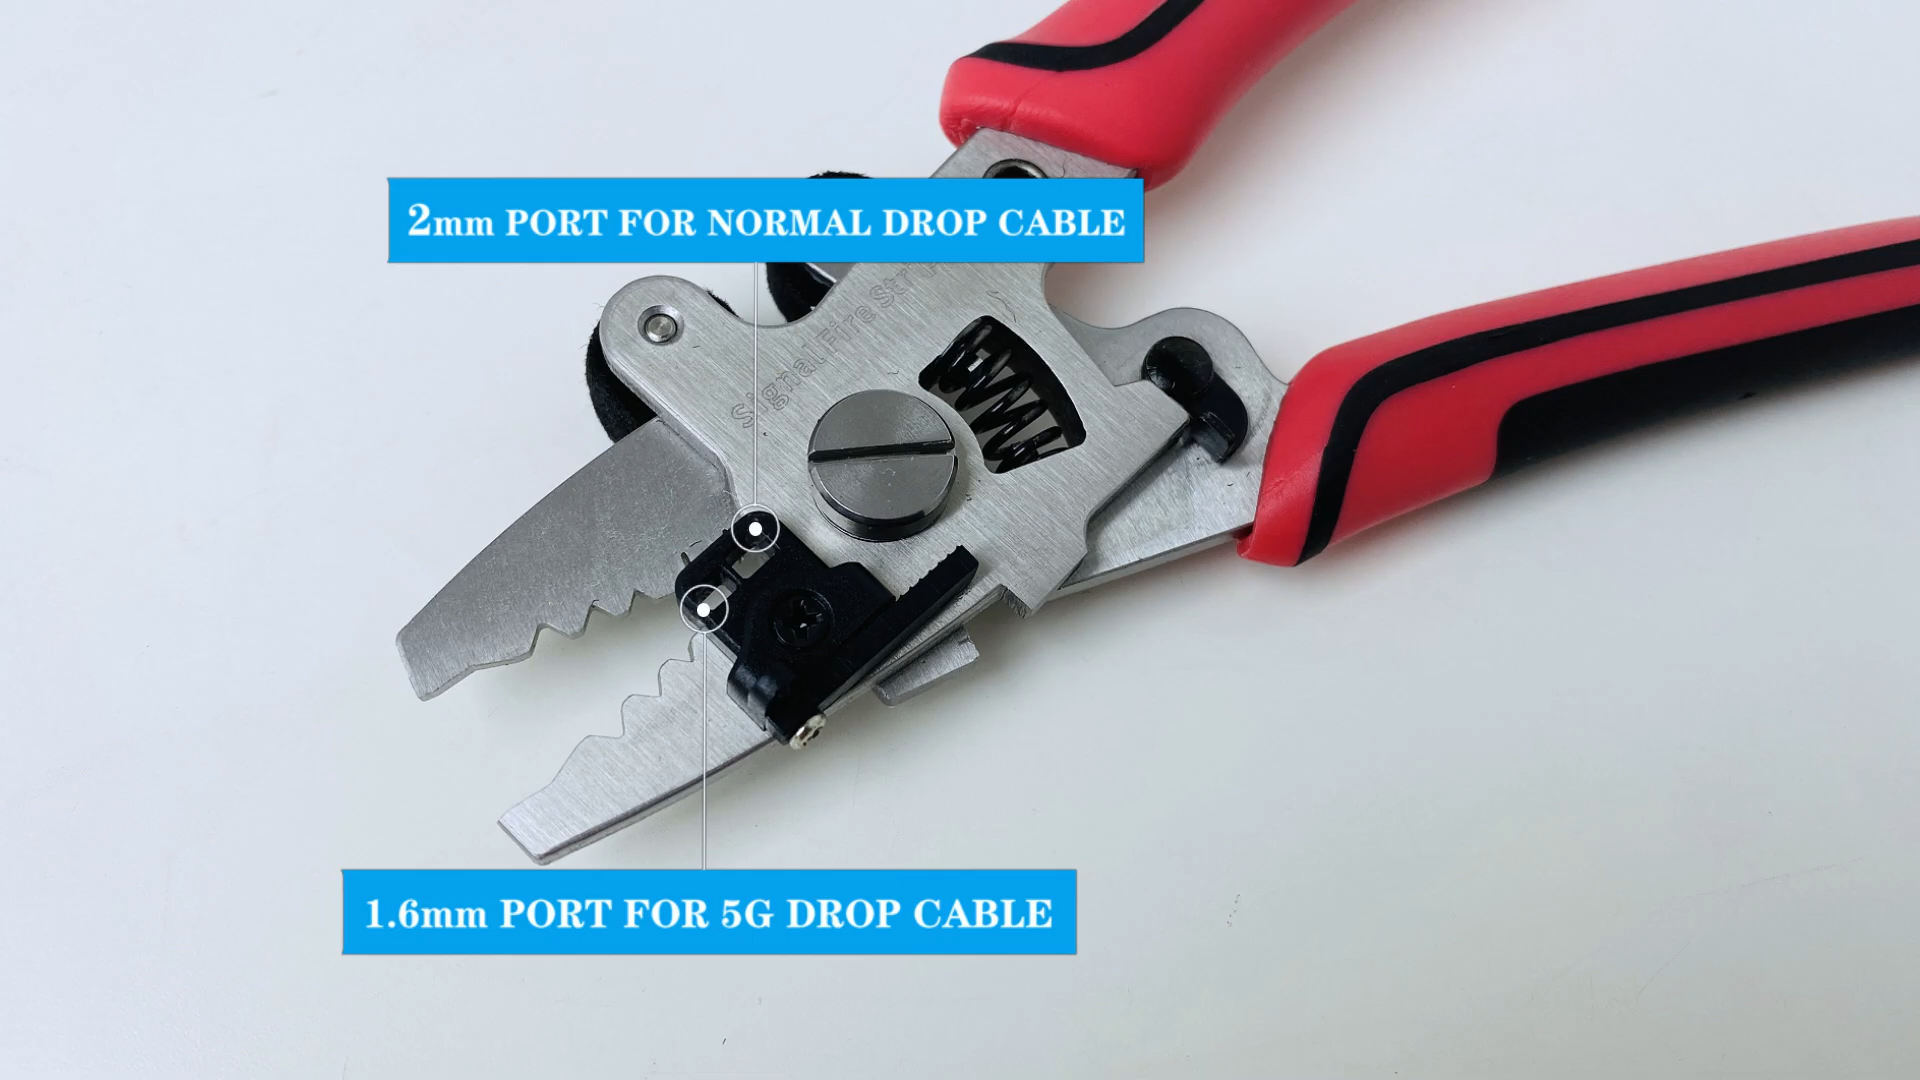 2mm PORT FOR NORMAL DROP CABLE
Signal Fire
1.6mm PORT FOR 5G DROP CABLE